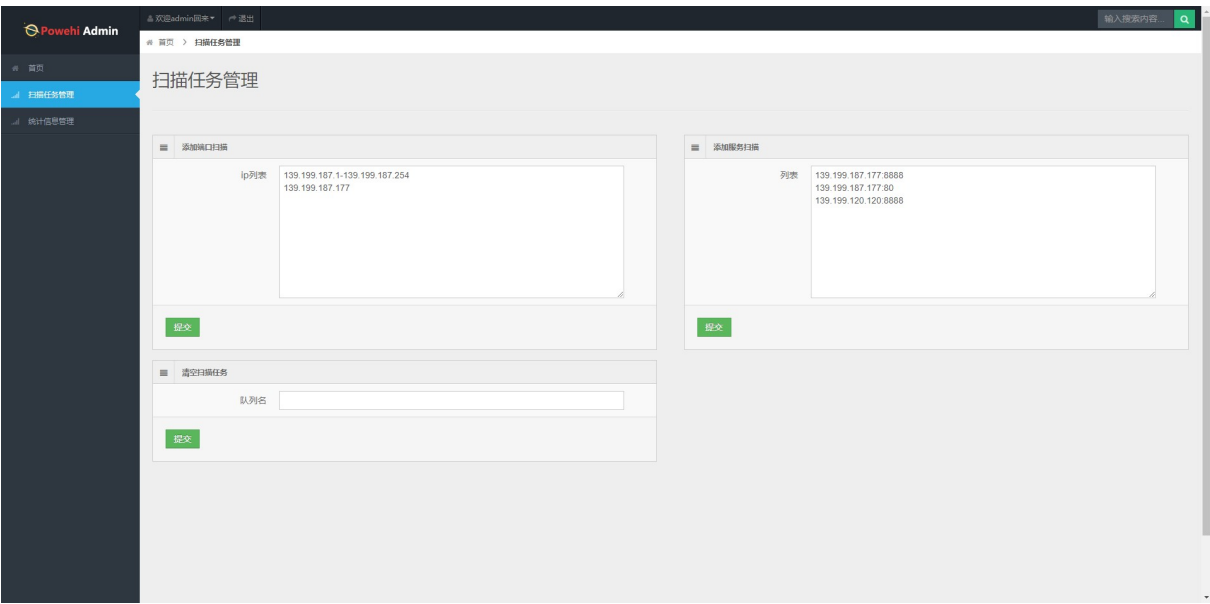 Powehi Admin
欢迎admin回来 退出
输入搜索内容...
首页 > 扫描任务管理
首页
扫描任务管理
统计信息管理
扫描任务管理
添加端口扫描
ip列表
139.199.187.1-139.199.187.254
139.199.187.177
提交
添加服务扫描
列表
139.199.187.177:8888
139.199.187.177:80
139.199.120.120:8888
提交
清空扫描任务
队列名
提交